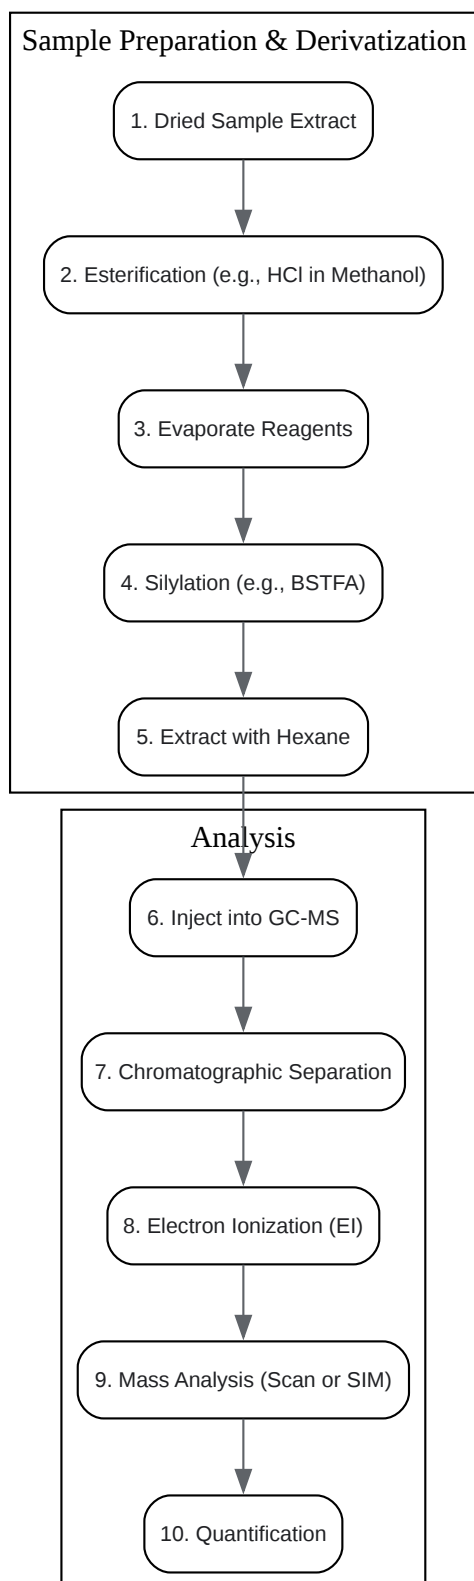 Sample Preparation & Derivatization
1. Dried Sample Extract
2. Esterification (e.g., HCl in Methanol)
3. Evaporate Reagents
4. Silylation (e.g., BSTFA)
5. Extract with Hexane
Analysis
6. Inject into GC-MS
7. Chromatographic Separation
8. Electron Ionization (EI)
9. Mass Analysis (Scan or SIM)
10. Quantification